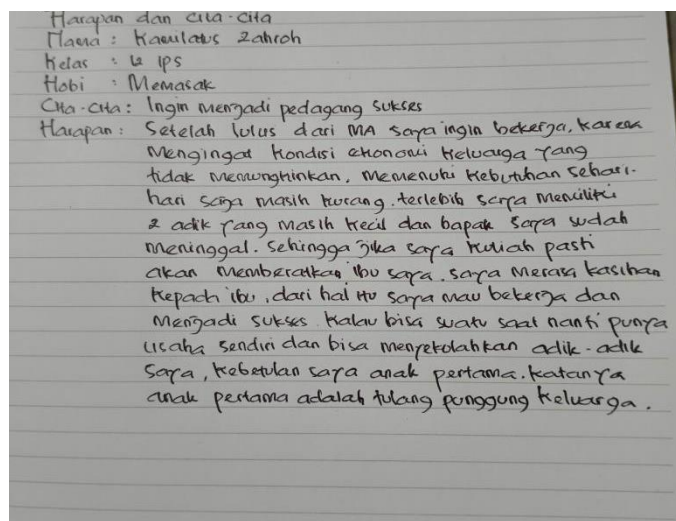 Harapan dan cita-cita
Nama : Kamilatus Zahroh
Kelas : 12 IPS
Hobi : Memasak
Cita-cita : Ingin menjadi pedagang sukses
Harapan : Setelah lulus dari MA saya ingin bekerja, karena
mengingat kondisi ekonomi keluarga yang
tidak memungkinkan, memenuhi kebutuhan sehari-
hari saja masih kurang, terlebih saya memiliki
2 adik yang masih kecil dan bapak saya sudah
meninggal. Sehingga jika saya kuliah pasti
akan memberatkan ibu saya. saya merasa kasihan
kepada ibu, dari hal itu saya mau bekerja dan
menjadi sukses. Kalau bisa suatu saat nanti punya
usaha sendiri dan bisa menyekolahkan adik-adik
saya, kebetulan saya anak pertama. katanya
anak pertama adalah tulang punggung keluarga.